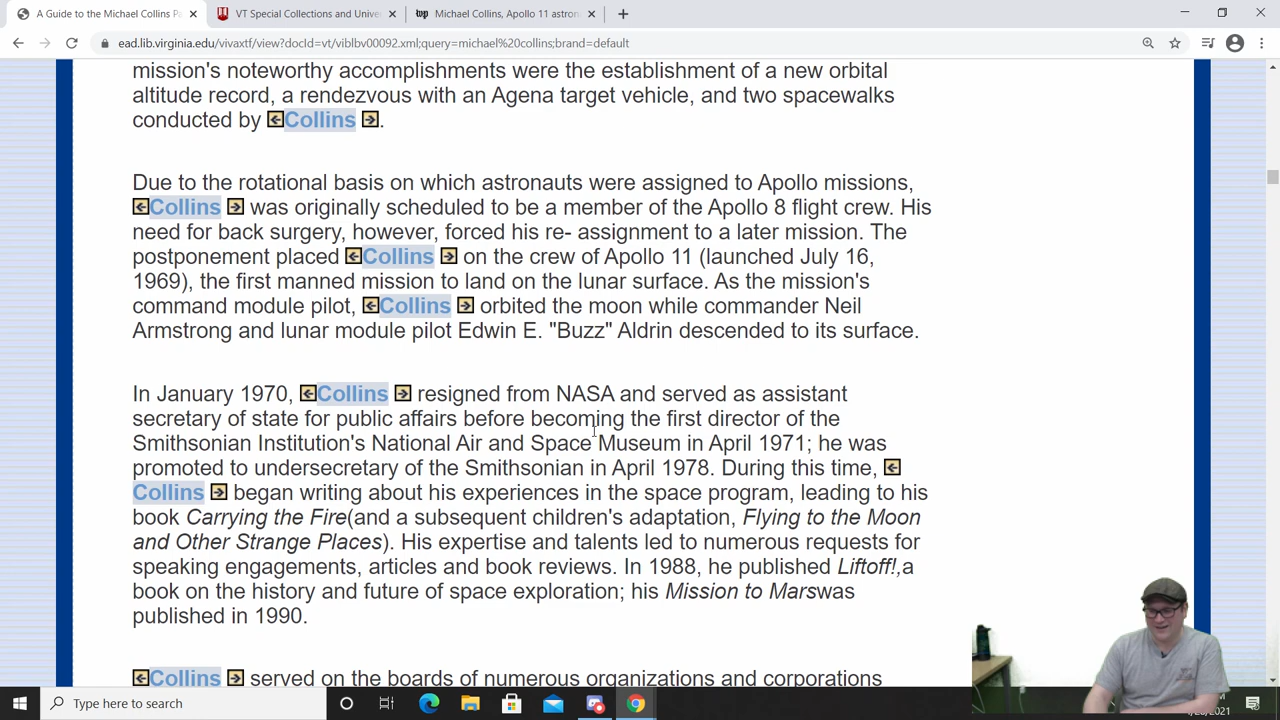 A Guide to the Michael Collins Pa
VT Special Collections and Unive
Michael Collins, Apollo 11 astron
ead.lib.virginia.edu/vivaxtf/view?docId=vt/viblbv00092.xml;query=michael%20collins;brand=default
mission's noteworthy accomplishments were the establishment of a new orbital
altitude record, a rendezvous with an Agena target vehicle, and two spacewalks
conducted by Collins.
Due to the rotational basis on which astronauts were assigned to Apollo missions,
Collins was originally scheduled to be a member of the Apollo 8 flight crew. His
need for back surgery, however, forced his re- assignment to a later mission. The
postponement placed Collins on the crew of Apollo 11 (launched July 16,
1969), the first manned mission to land on the lunar surface. As the mission's
command module pilot, Collins orbited the moon while commander Neil
Armstrong and lunar module pilot Edwin E. "Buzz" Aldrin descended to its surface.
In January 1970, Collins resigned from NASA and served as assistant
secretary of state for public affairs before becoming the first director of the
Smithsonian Institution's National Air and Space Museum in April 1971; he was
promoted to undersecretary of the Smithsonian in April 1978. During this time,
Collins began writing about his experiences in the space program, leading to his
book Carrying the Fire(and a subsequent children's adaptation, Flying to the Moon
and Other Strange Places). His expertise and talents led to numerous requests for
speaking engagements, articles and book reviews. In 1988, he published Liftoff!,a
book on the history and future of space exploration; his Mission to Marswas
published in 1990.
Collins served on the boards of numerous organizations and corporations
Type here to search